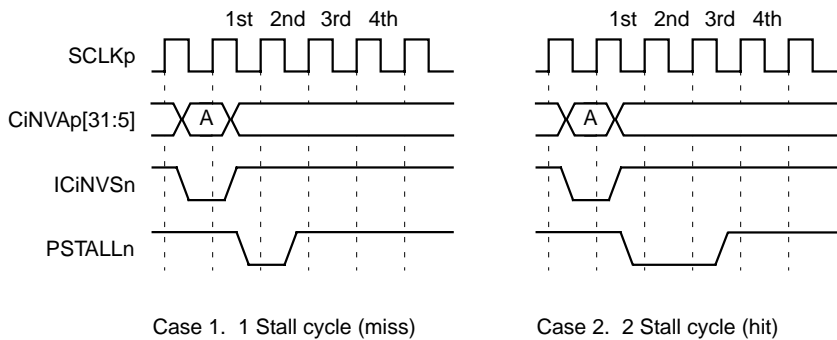 1st 2nd 3rd 4th
1st 2nd 3rd 4th
SCLKp
CiNVAp[31:5]
A
A
ICiNVSn
PSTALLn
Case 1. 1 Stall cycle (miss)
Case 2. 2 Stall cycle (hit)